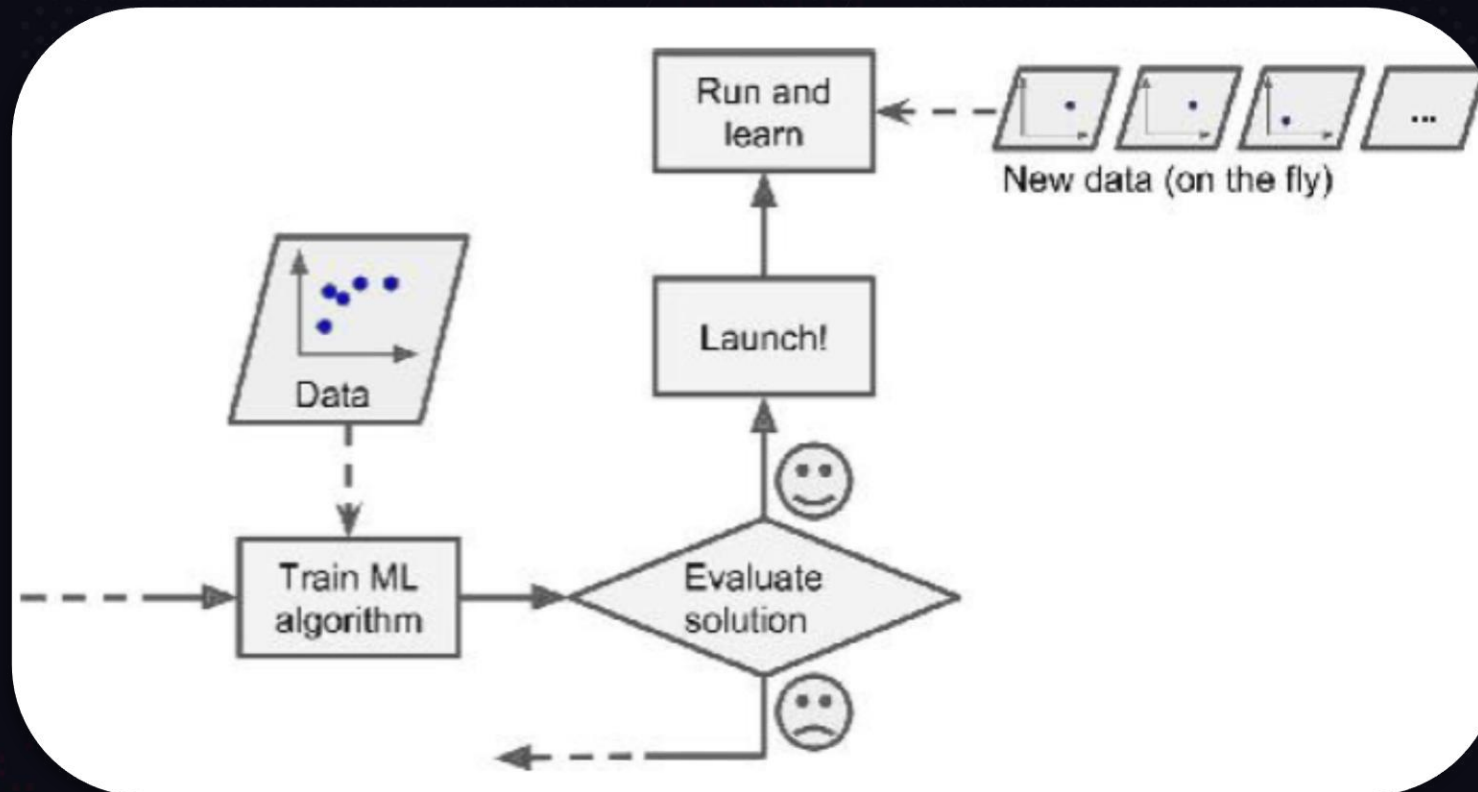 Run and
learn
...
New data (on the fly)
Launch!
Data
Train ML
algorithm
Evaluate
solution